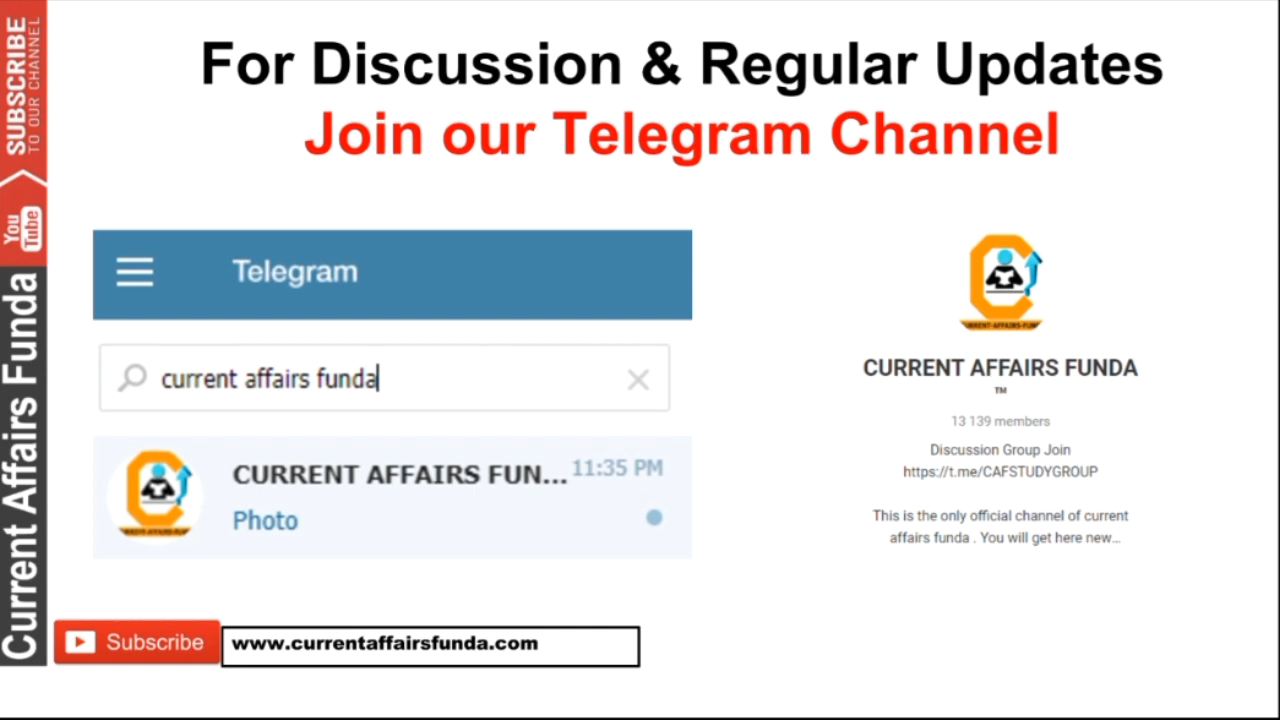 For Discussion & Regular Updates
Join our Telegram Channel
SUBSCRIBE
TO OUR CHANNEL
You
Tube
Current Affairs Funda
Telegram
current affairs funda
CURRENT AFFAIRS FUN... 11:35 PM
Photo
CURRENT-AFFAIRS-FUN
CURRENT AFFAIRS FUNDA
™
13 139 members
Discussion Group Join
https://t.me/CAFSTUDYGROUP
This is the only official channel of current
affairs funda . You will get here new...
Subscribe
www.currentaffairsfunda.com